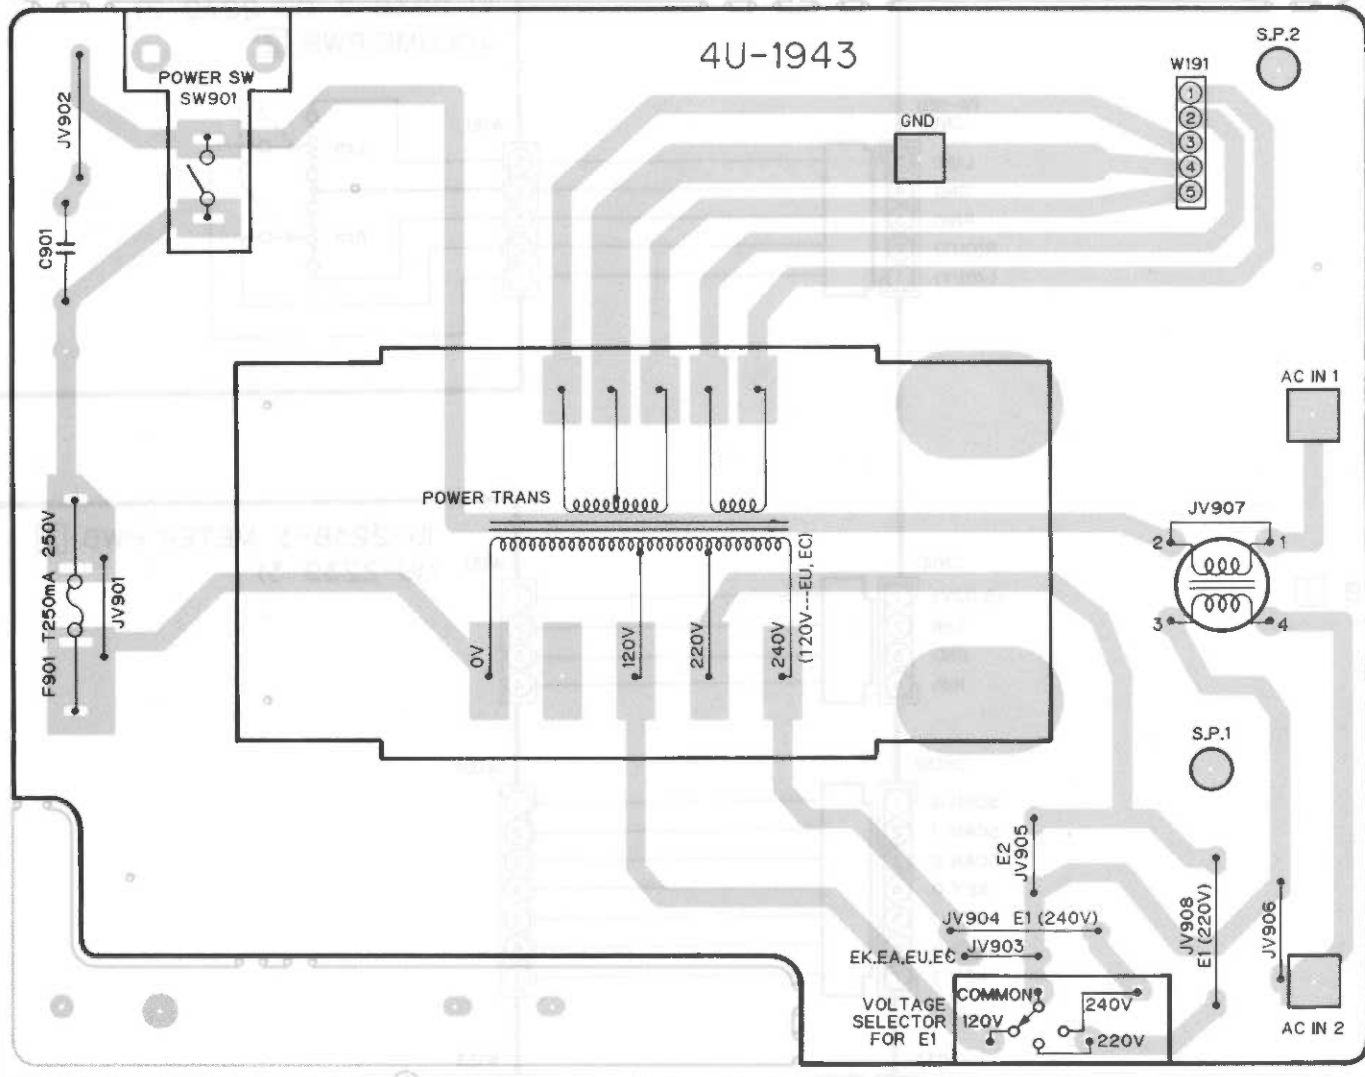 4U-1943
S.P.2
POWER SW
SW901
W191
1
2
3
4
5
GND
JV902
C901
AC IN 1
POWER TRANS
JV907
2
1
3
4
F901 T250mA 250V
JV901
0V
120V
220V
240V
(120V---EU, EC)
S.P.1
E2
JV905
JV904 E1 (240V)
JV903
EK,EA,EU,EC
JV908
E1 (220V)
JV906
VOLTAGE
SELECTOR
FOR E1
COMMON
120V
240V
220V
AC IN 2